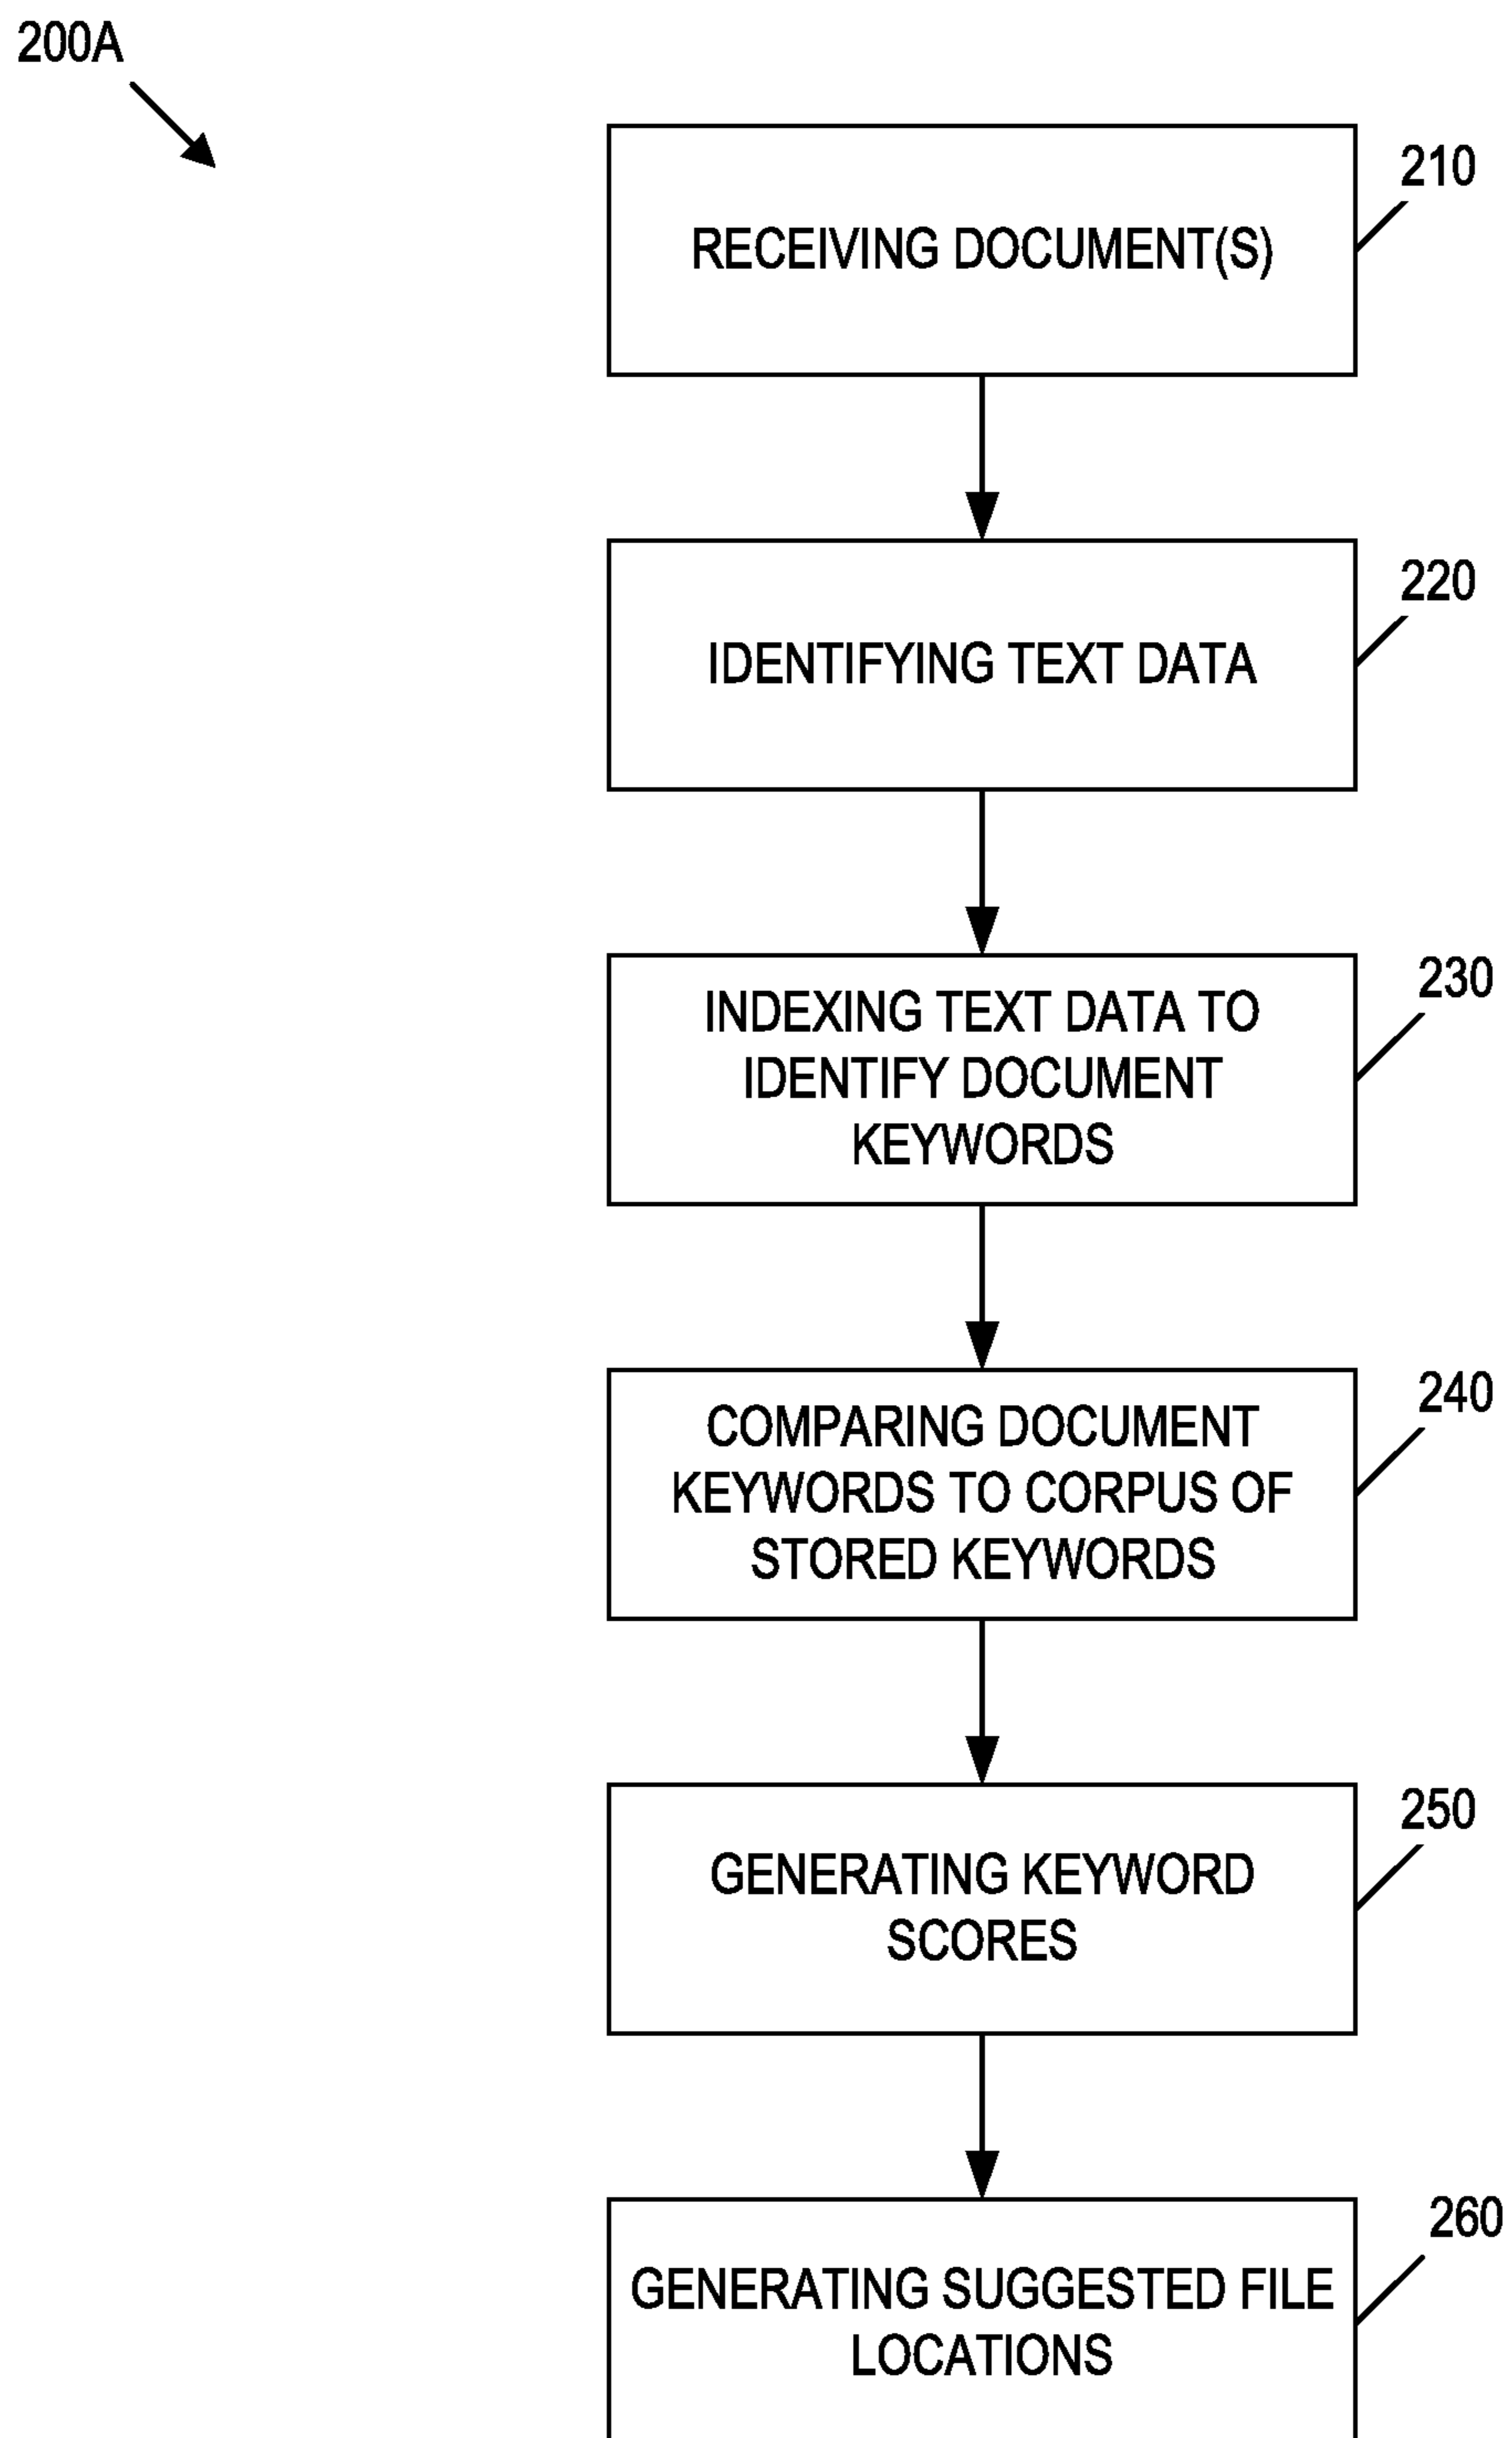 200A
210
RECEIVING DOCUMENT(S)
220
IDENTIFYING TEXT DATA
230
INDEXING TEXT DATA TO
IDENTIFY DOCUMENT
KEYWORDS
240
COMPARING DOCUMENT
KEYWORDS TO CORPUS OF
STORED KEYWORDS
250
GENERATING KEYWORD
SCORES
260
GENERATING SUGGESTED FILE
LOCATIONS